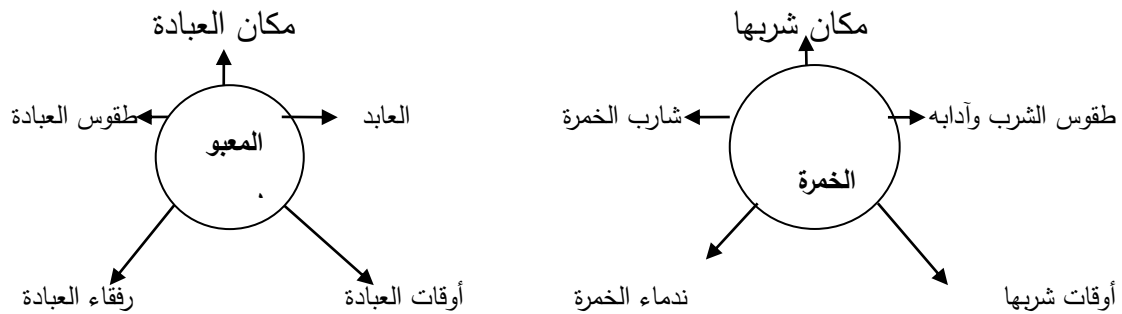 مكان شربها
مكان العبادة
طقوس الشرب وآدابه
شارب الخمرة
العابد
طقوس العبادة
الخمرة
المعبو
أوقات شربها
ندماء الخمرة
أوقات العبادة
رفقاء العبادة